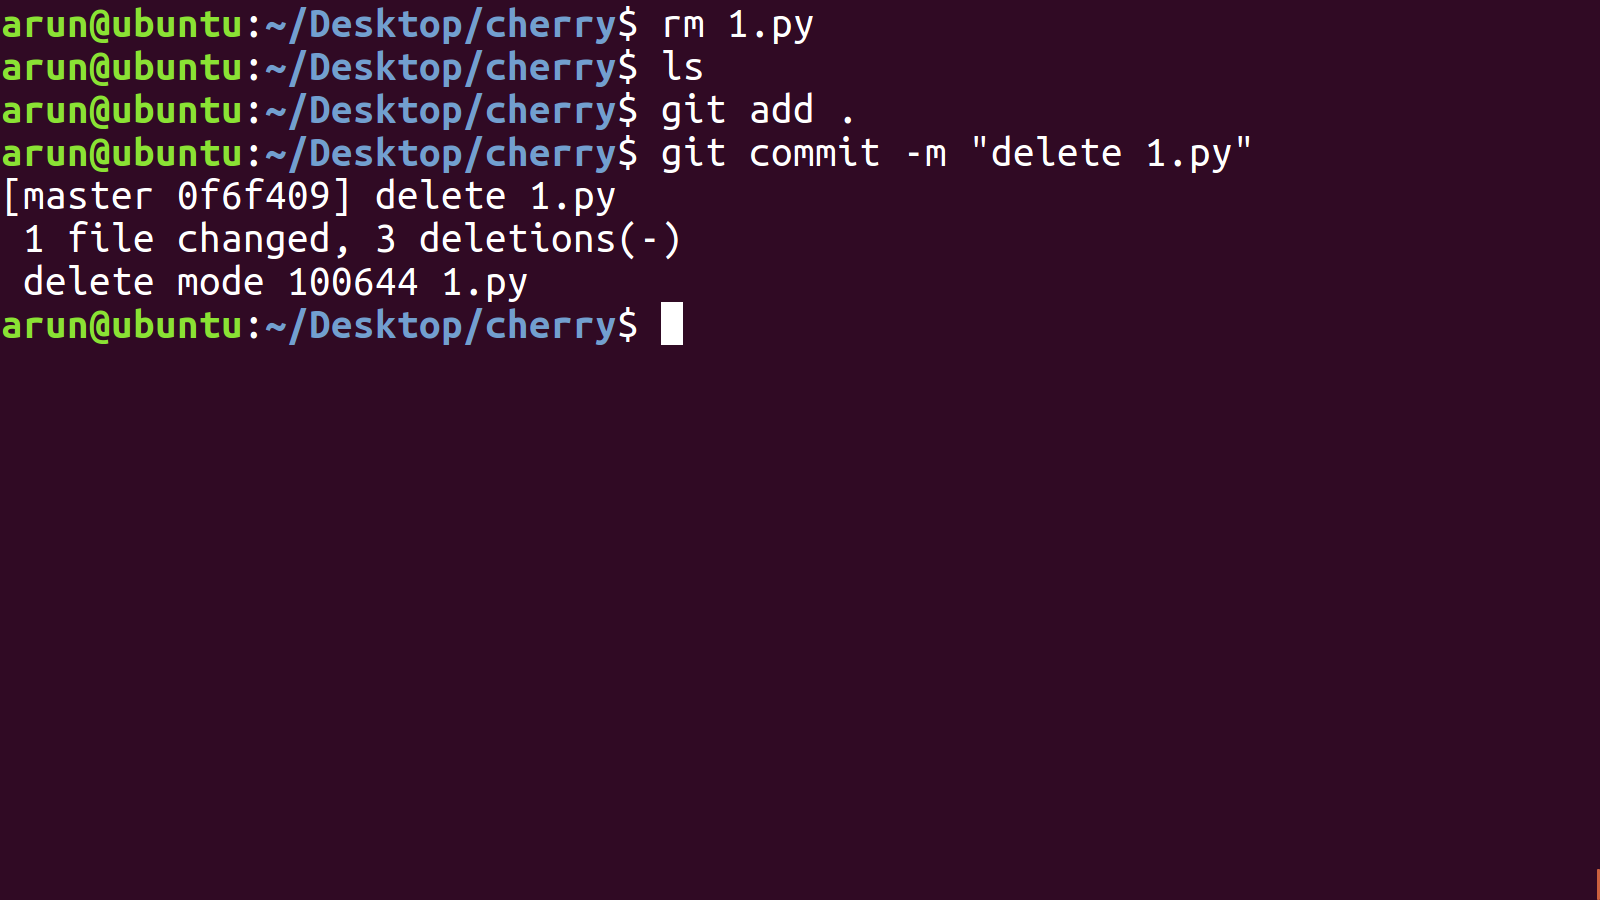 arun@ubuntu:~/Desktop/cherry$ rm 1.py
arun@ubuntu:~/Desktop/cherry$ ls
arun@ubuntu:~/Desktop/cherry$ git add .
arun@ubuntu:~/Desktop/cherry$ git commit -m "delete 1.py"
[master 0f6f409] delete 1.py
 1 file changed, 3 deletions(-)
 delete mode 100644 1.py
arun@ubuntu:~/Desktop/cherry$